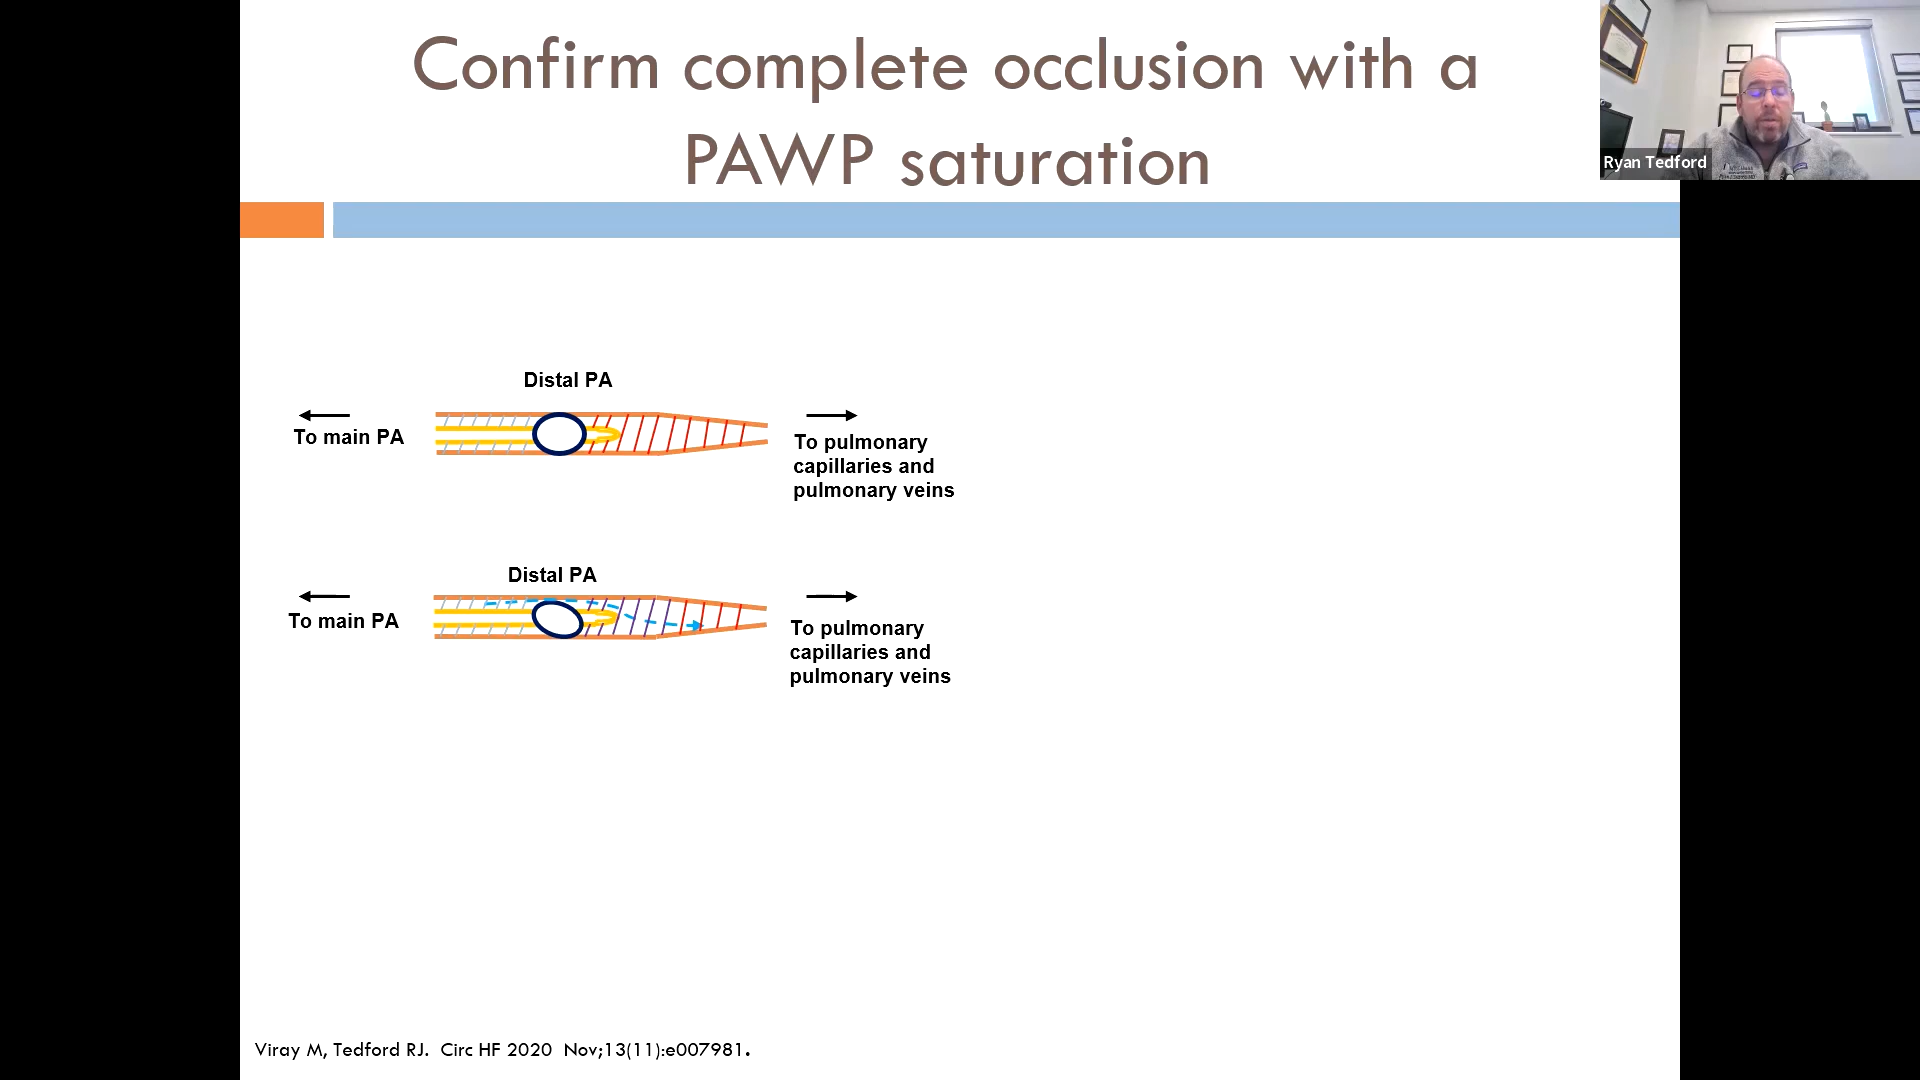 Confirm complete occlusion with a
PAWP saturation
Ryan Tedford
Distal PA
To main PA
To pulmonary
capillaries and
pulmonary veins
Distal PA
To main PA
To pulmonary
capillaries and
pulmonary veins
Viray M, Tedford RJ. Circ HF 2020 Nov;13(11):e007981.